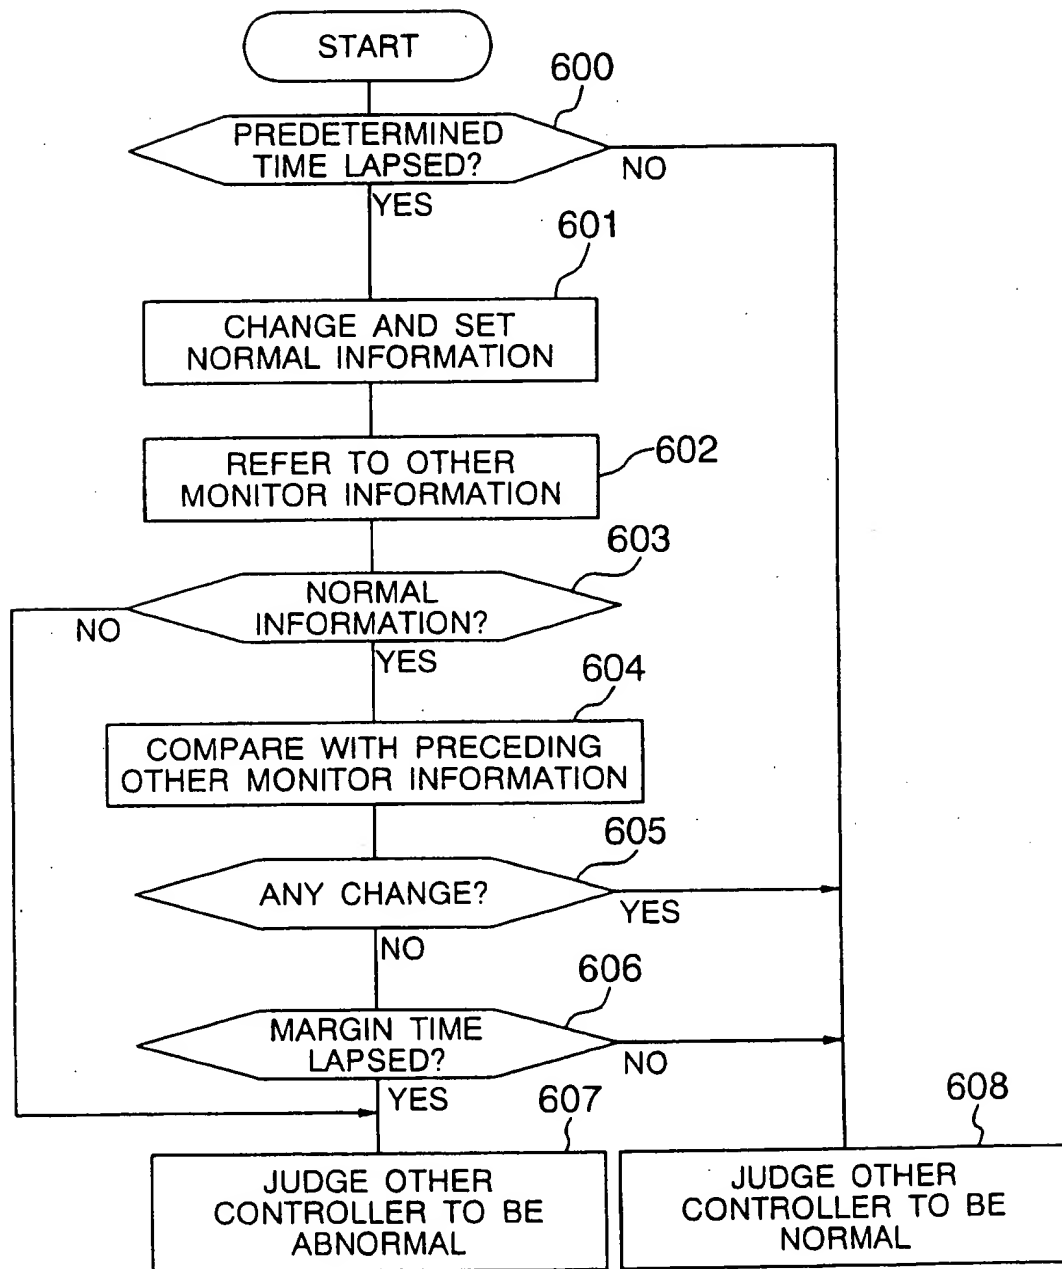 START
600
PREDETERMINED
TIME LAPSED?
NO
YES
601
CHANGE AND SET
NORMAL INFORMATION
602
REFER TO OTHER
MONITOR INFORMATION
603
NORMAL
INFORMATION?
NO
YES
604
COMPARE WITH PRECEDING
OTHER MONITOR INFORMATION
605
ANY CHANGE?
YES
NO
606
MARGIN TIME
LAPSED?
NO
YES
607
608
JUDGE OTHER
CONTROLLER TO BE
ABNORMAL
JUDGE OTHER
CONTROLLER TO BE
NORMAL